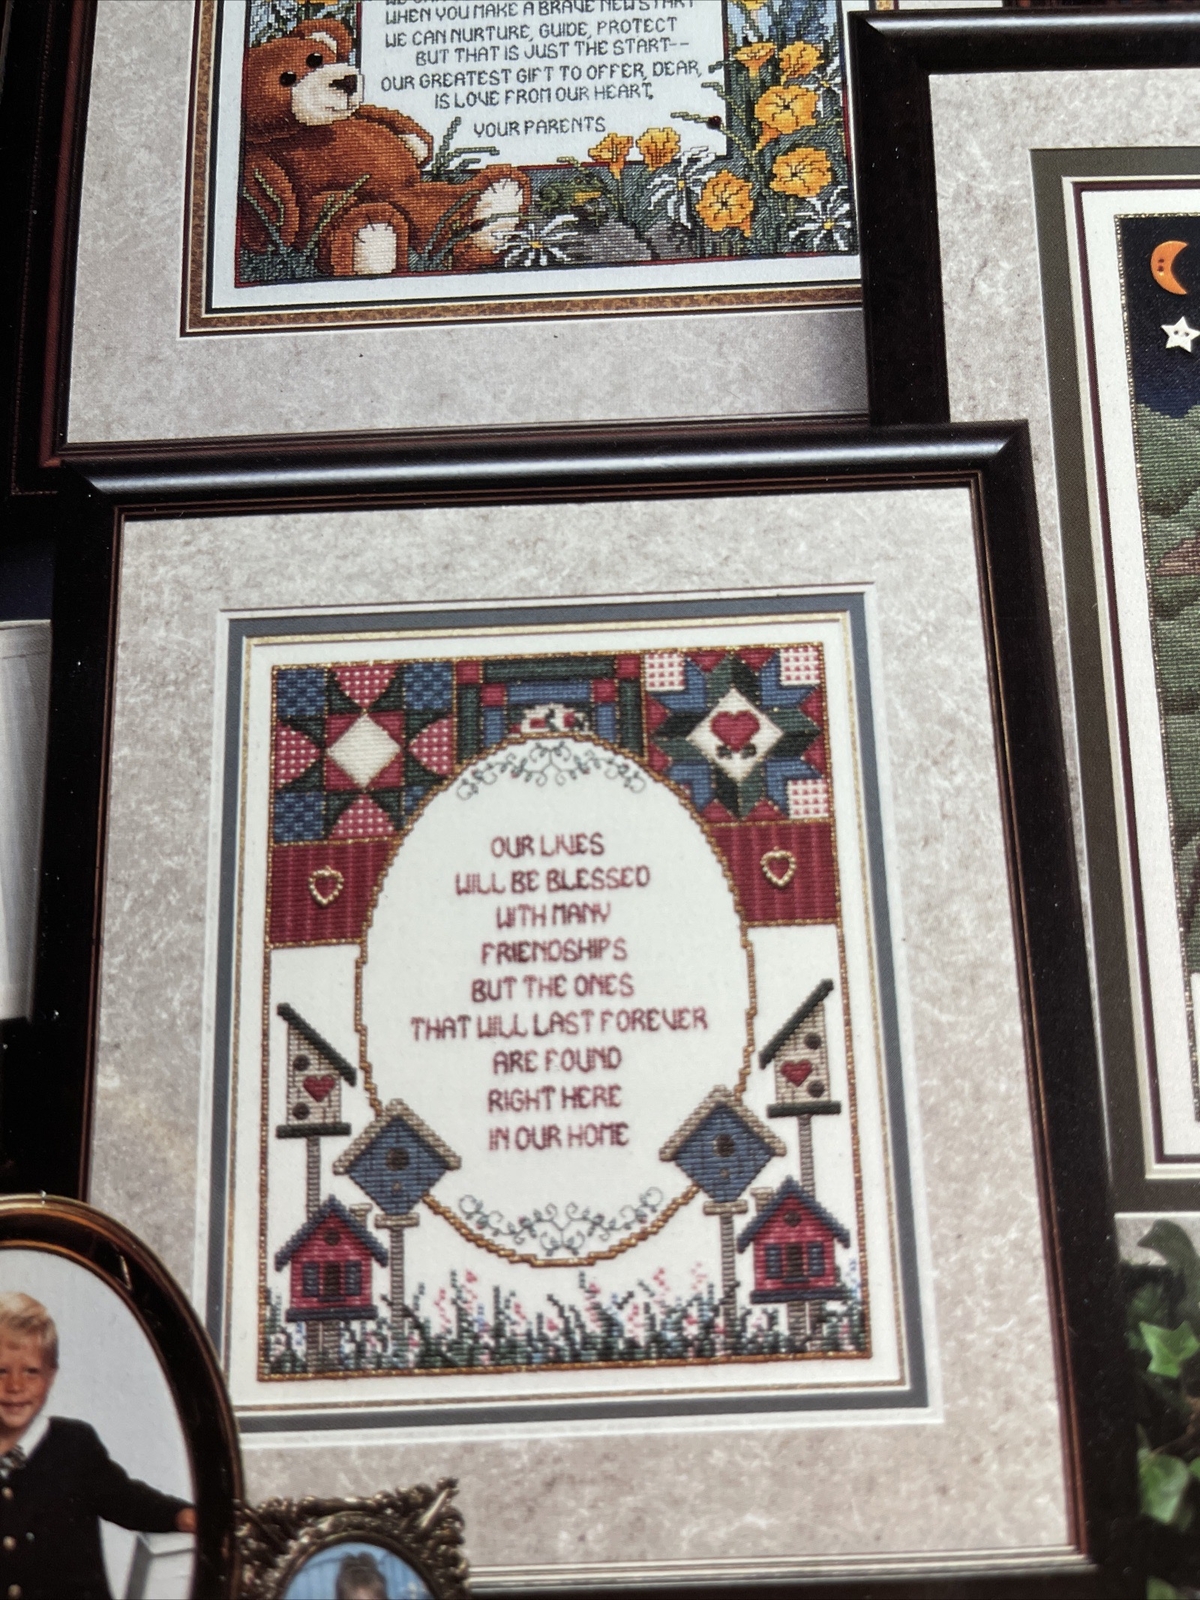 WHEN YOU MAKE A BRAVE NEW START
WE CAN NURTURE, GUIDE, PROTECT
BUT THAT IS JUST THE START--
OUR GREATEST GIFT TO OFFER, DEAR,
IS LOVE FROM OUR HEART,
YOUR PARENTS
OUR LIVES
WILL BE BLESSED
WITH MANY
FRIENDSHIPS
BUT THE ONES
THAT WILL LAST FOREVER
ARE FOUND
RIGHT HERE
IN OUR HOME